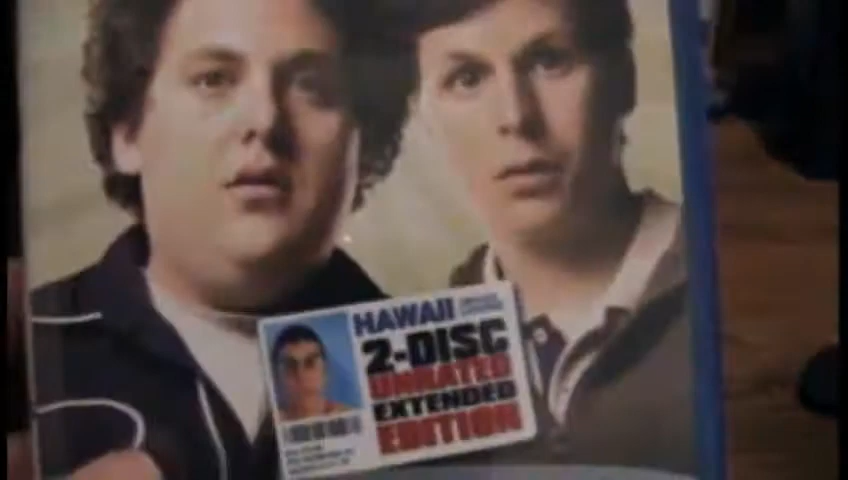 HAWAII
2-DISC
UNRATED
EXTENDED
EDITION